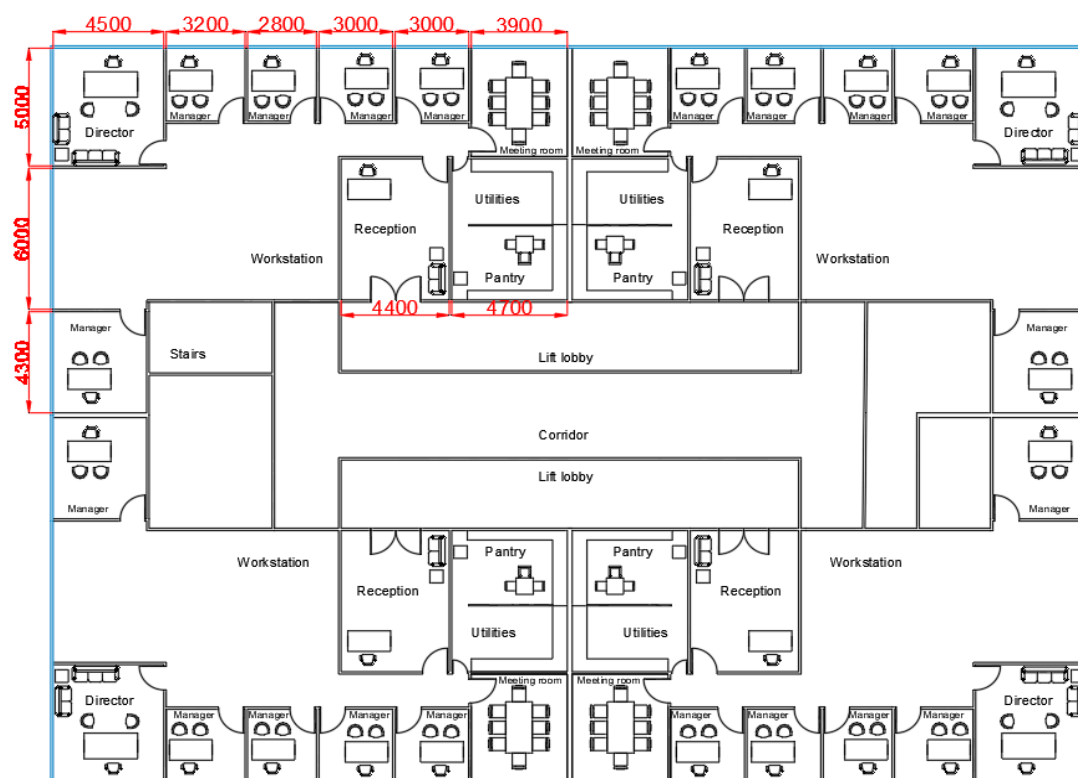 4500 3200 2800 3000 3000 3900
5000
Director Manager Manager Manager Manager Meeting room Meeting room Manager Manager Manager Manager Director
6000
Utilities Utilities
Reception Reception
Workstation Workstation
Pantry Pantry
4400 4700
4300
Manager Manager
Stairs Lift lobby
Corridor
Lift lobby
Manager Manager
Pantry Pantry
Workstation Workstation
Reception Reception
Utilities Utilities
Meeting room Meeting room
Director Director
Manager Manager Manager Manager Manager Manager Manager Manager